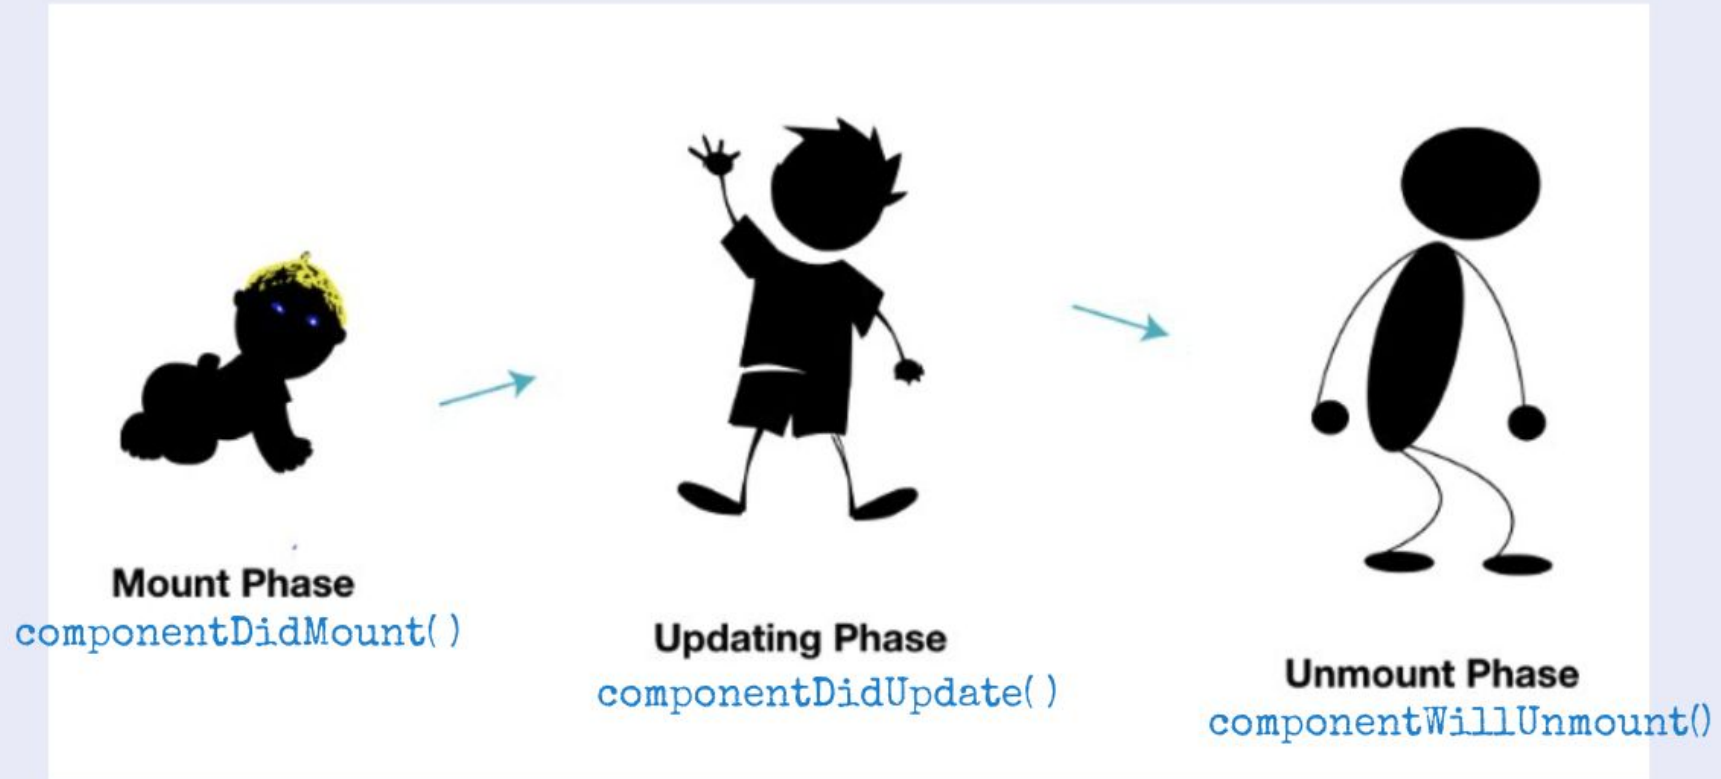 Mount Phase
componentDidMount( )
Updating Phase
componentDidUpdate( )
Unmount Phase
componentWillUnmount()